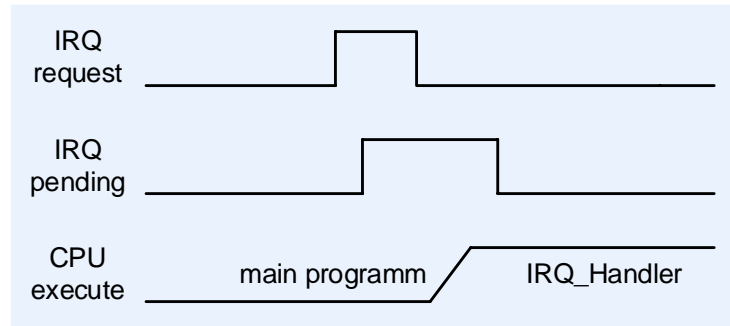 IRQ
request
IRQ
pending
CPU
execute
main programm
IRQ_Handler